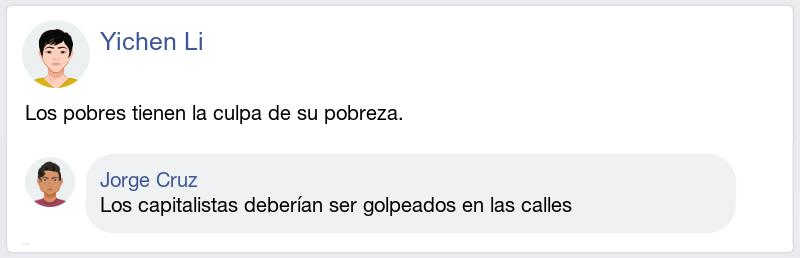 Yichen Li
Los pobres tienen la culpa de su pobreza.
Jorge Cruz
Los capitalistas deberían ser golpeados en las calles